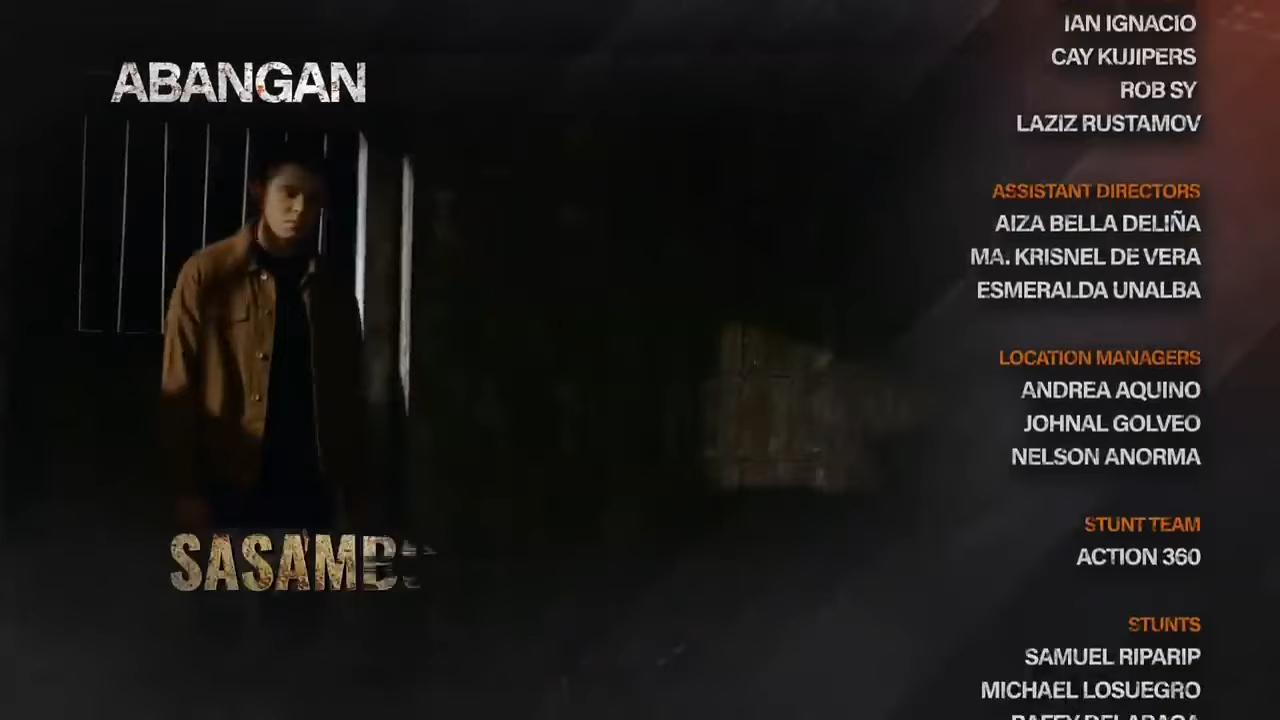 ABANGAN
IAN IGNACIO
CAY KUIJPERS
ROB SY
LAZIZ RUSTAMOV
ASSISTANT DIRECTORS
AIZA BELLA DELIÑA
MA. KRISNEL DE VERA
ESMERALDA UNALBA
LOCATION MANAGERS
ANDREA AQUINO
JOHNAL GOLVEO
NELSON ANORMA
STUNT TEAM
ACTION 360
STUNTS
SAMUEL RIPARIP
MICHAEL LOSUEGRO